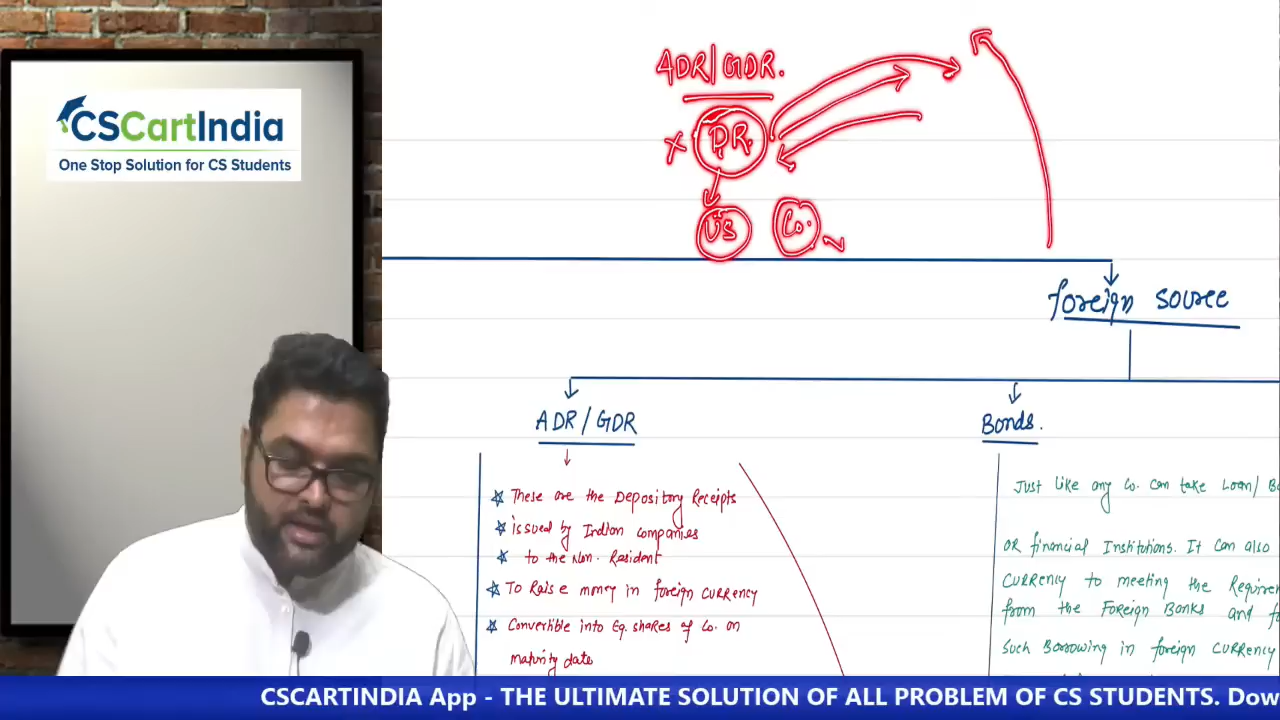 CSCartIndia
One Stop Solution for CS Students
ADR/GDR.
X DR.
US Co.
foreign source
ADR/GDR
Bonds.
These are the Depository Receipts
issued by Indian companies
to the Non-Resident
To Raise money in foreign currency
Convertible into Eq. shares of Co. on
maturity date
Just like any Co. Can take Loan/
OR financial Institutions. It can also
CURRENCY to meeting the
from the Foreign Banks and
such Borrowing in foreign currency
CSCARTINDIA App - THE ULTIMATE SOLUTION OF ALL PROBLEM OF CS STUDENTS. Dow